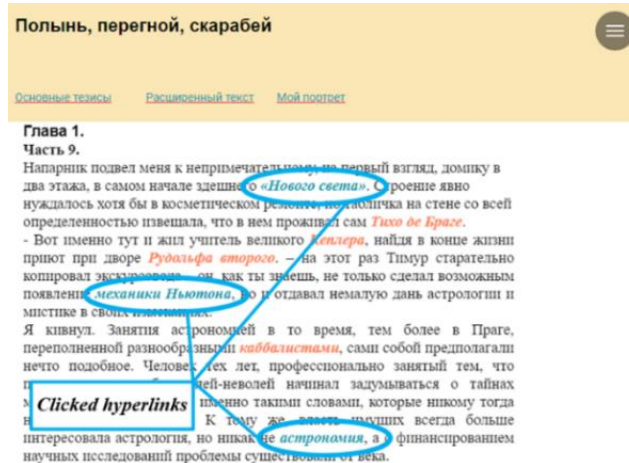 Полынь, перегной, скарабей
Основные тезисы Расширенный текст Мой портрет
Глава 1.
Часть 9.
Напарник подвел меня к непримечательному, на первый взгляд, домику в
два этажа, в самом начале здешнего «Нового света». Строение явно
нуждалось хотя бы в косметическом ремонте, но табличка на стене со всей
определенностью извещала, что в нем проживал сам Тихо де Браге.
- Вот именно тут и жил учитель великого Кеплера, найдя в конце жизни
приют при дворе Рудольфа второго. – на этот раз Тимур старательно
копировал экскурсовода – он, как ты знаешь, не только сделал возможным
появление механики Ньютона, но и отдавал немалую дань астрологии и
мистике в своих изысканиях.
Я кивнул. Занятия астрономией в то время, тем более в Праге,
переполненной разнообразными каббалистами, сами собой предполагали
нечто подобное. Человек тех лет, профессионально занятый тем, что
лей-неволей начинал задумываться о тайнах
Clicked hyperlinks именно такими словами, которые никому тогда
К тому же, власть имущих всегда больше
интересовала астрология, но никак не астрономия, а с финансированием
научных исследований проблемы существовали от века.